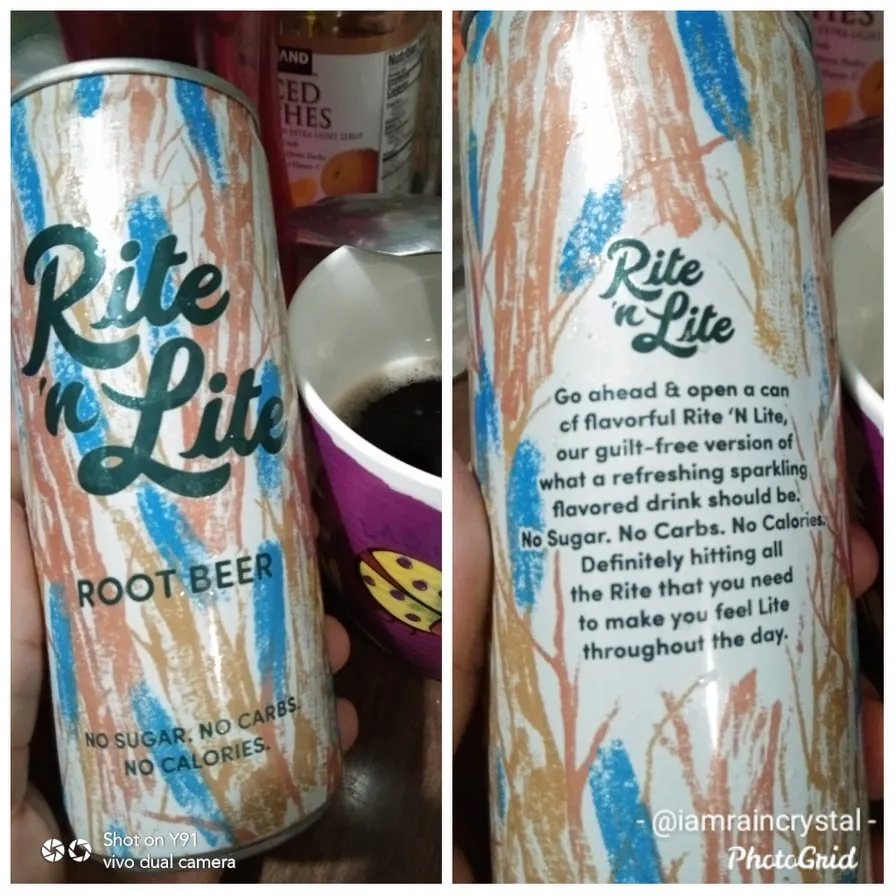 Rite
'n Lite
ROOT BEER
NO SUGAR. NO CARBS.
NO CALORIES.
Shot on Y91
vivo dual camera
Rite
'n Lite
Go ahead & open a can
of flavorful Rite 'N Lite,
our guilt-free version of
what a refreshing sparkling
flavored drink should be.
No Sugar. No Carbs. No Calories.
Definitely hitting all
the Rite that you need
to make you feel Lite
throughout the day.
- @iamraincrystal -
PhotoGrid